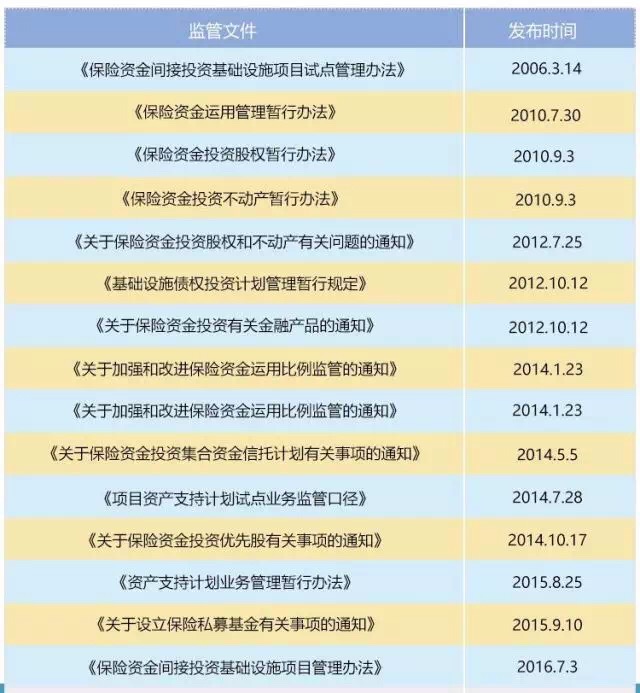 监管文件 发布时间
《保险资金间接投资基础设施项目试点管理办法》 2006.3.14
《保险资金运用管理暂行办法》 2010.7.30
《保险资金投资股权暂行办法》 2010.9.3
《保险资金投资不动产暂行办法》 2010.9.3
《关于保险资金投资股权和不动产有关问题的通知》 2012.7.25
《基础设施债权投资计划管理暂行规定》 2012.10.12
《关于保险资金投资有关金融产品的通知》 2012.10.12
《关于加强和改进保险资金运用比例监管的通知》 2014.1.23
《关于加强和改进保险资金运用比例监管的通知》 2014.1.23
《关于保险资金投资集合资金信托计划有关事项的通知》 2014.5.5
《项目资产支持计划试点业务监管口径》 2014.7.28
《关于保险资金投资优先股有关事项的通知》 2014.10.17
《资产支持计划业务管理暂行办法》 2015.8.25
《关于设立保险私募基金有关事项的通知》 2015.9.10
《保险资金间接投资基础设施项目管理办法》 2016.7.3